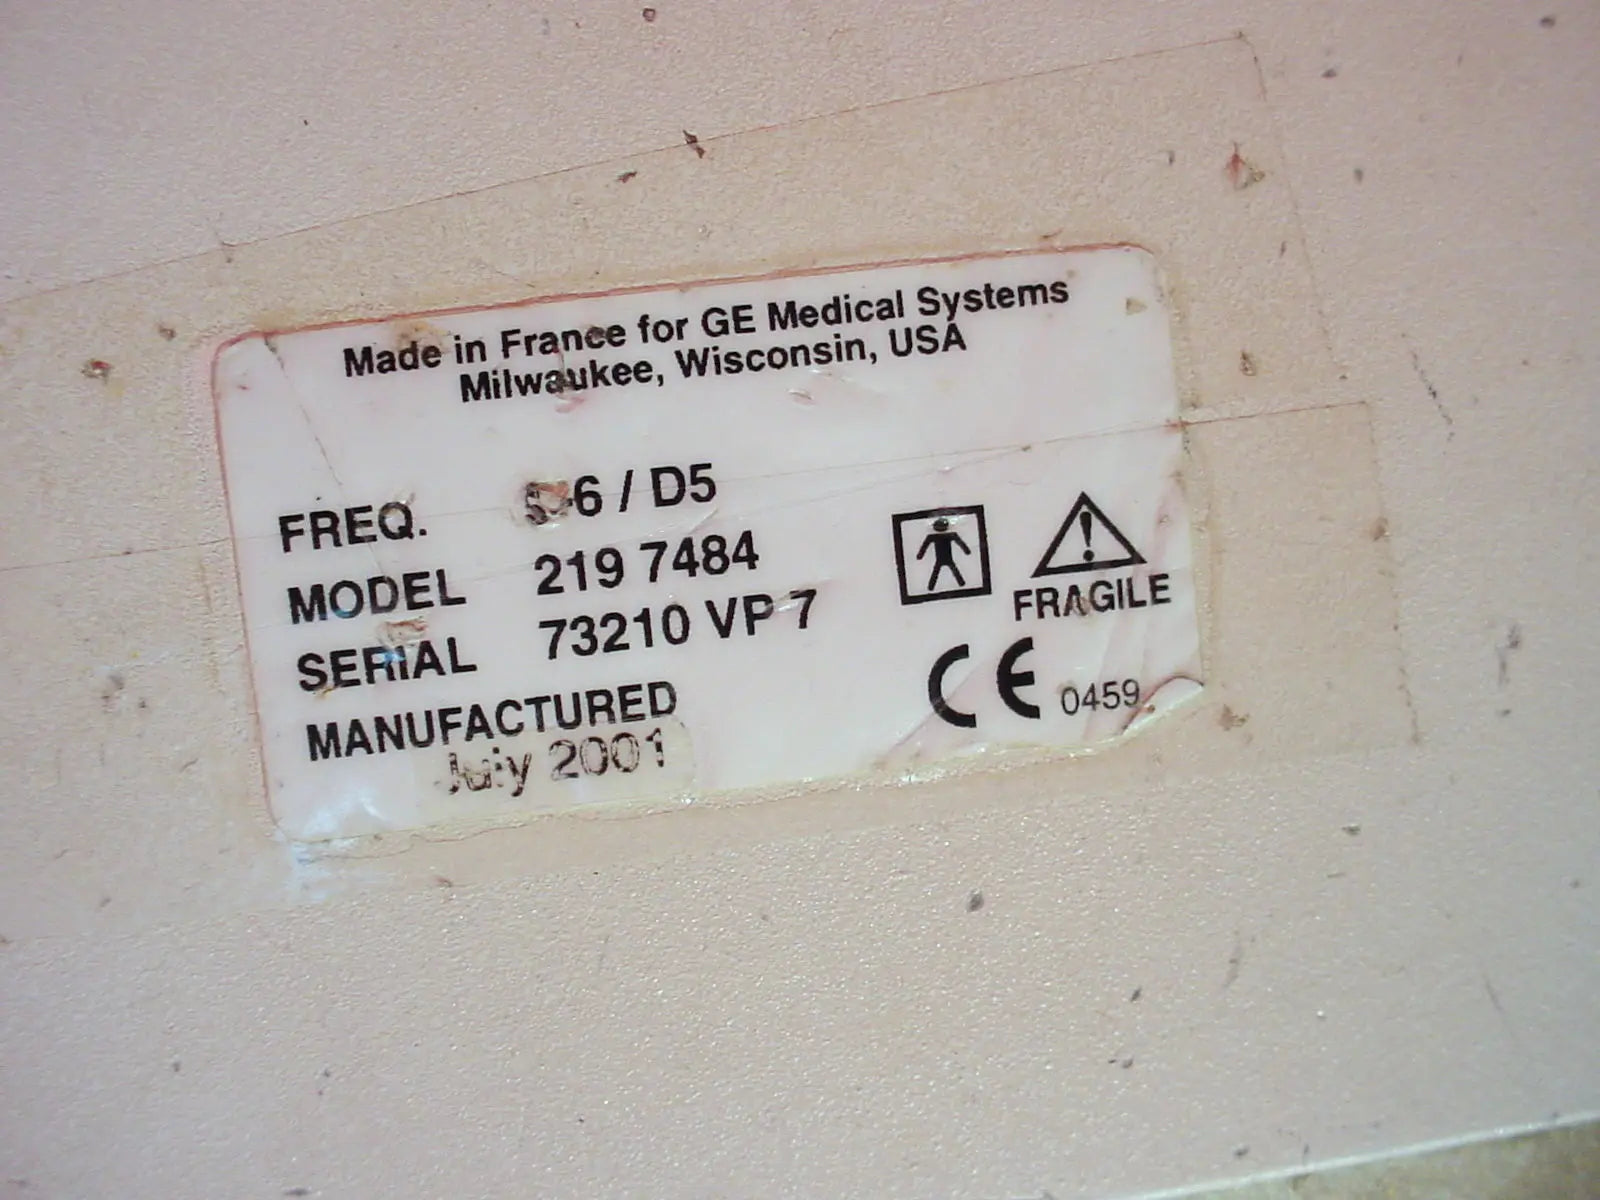 Made in France for GE Medical Systems
Milwaukee, Wisconsin, USA
FREQ. 6 / D5
MODEL 219 7484
SERIAL 73210 VP 7
MANUFACTURED
July 2001
FRAGILE
CE 0459